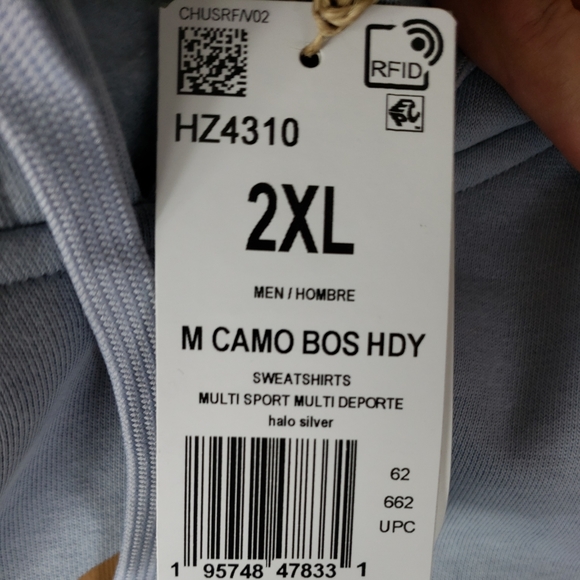 CHUSRF/V02
RFID
HZ4310
2XL
MEN / HOMBRE
M CAMO BOS HDY
SWEATSHIRTS
MULTI SPORT MULTI DEPORTE
halo silver
62
662
UPC
1 95748 47833 1